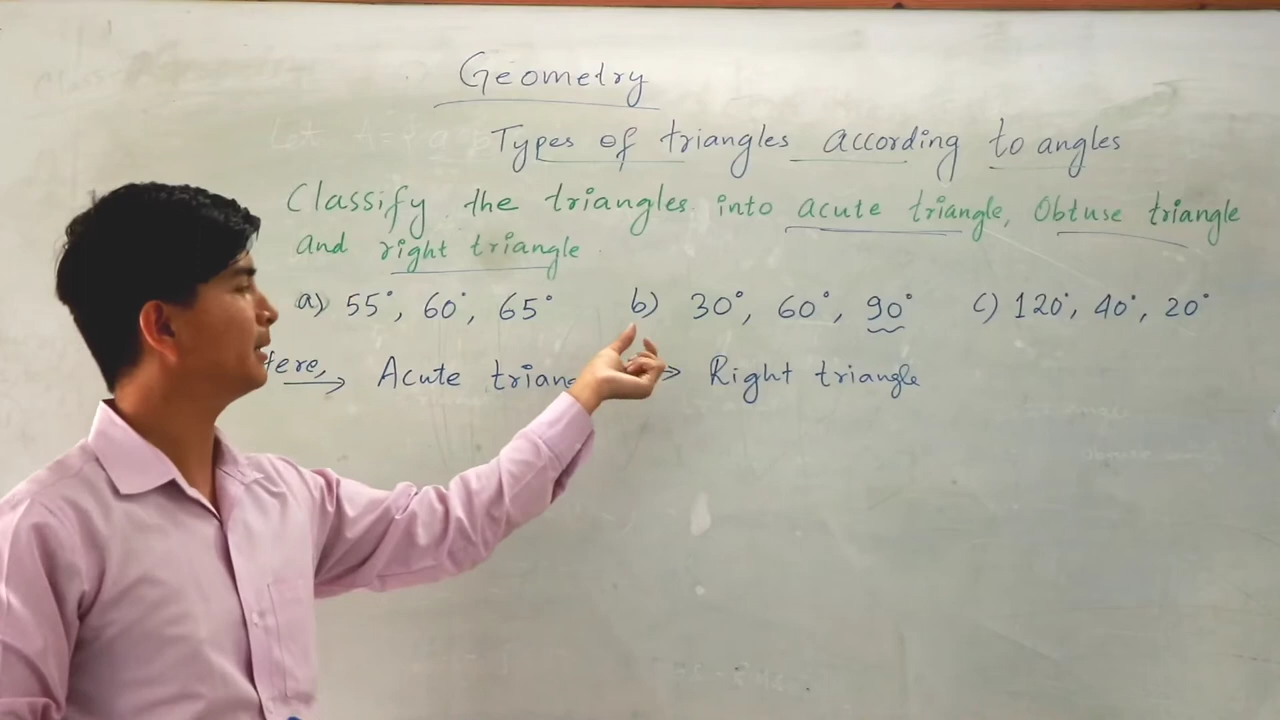 Geometry
Types of triangles according to angles
Classify the triangles into acute triangle, Obtuse triangle
and right triangle.
a) 55°, 60°, 65° b) 30°, 60°, 90° c) 120°, 40°, 20°
Acute → Right triangle